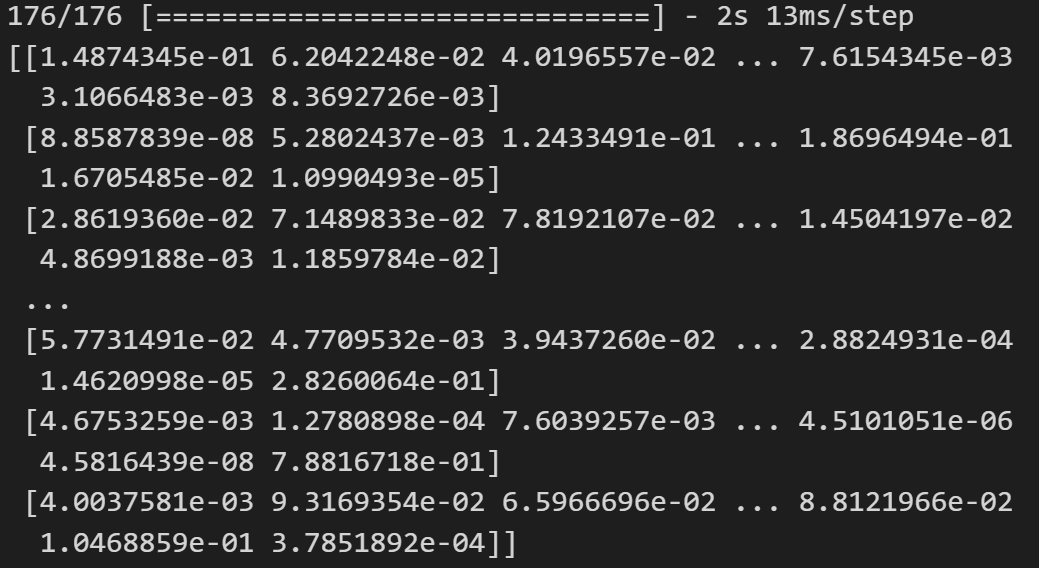 176/176 [==============================] - 2s 13ms/step
[[1.4874345e-01 6.2042248e-02 4.0196557e-02 ... 7.6154345e-03
  3.1066483e-03 8.3692726e-03]
 [8.8587839e-08 5.2802437e-03 1.2433491e-01 ... 1.8696494e-01
  1.6705485e-02 1.0990493e-05]
 [2.8619360e-02 7.1489833e-02 7.8192107e-02 ... 1.4504197e-02
  4.8699188e-03 1.1859784e-02]
 ...
 [5.7731491e-02 4.7709532e-03 3.9437260e-02 ... 2.8824931e-04
  1.4620998e-05 2.8260064e-01]
 [4.6753259e-03 1.2780898e-04 7.6039257e-03 ... 4.5101051e-06
  4.5816439e-08 7.8816718e-01]
 [4.0037581e-03 9.3169354e-02 6.5966696e-02 ... 8.8121966e-02
  1.0468859e-01 3.7851892e-04]]